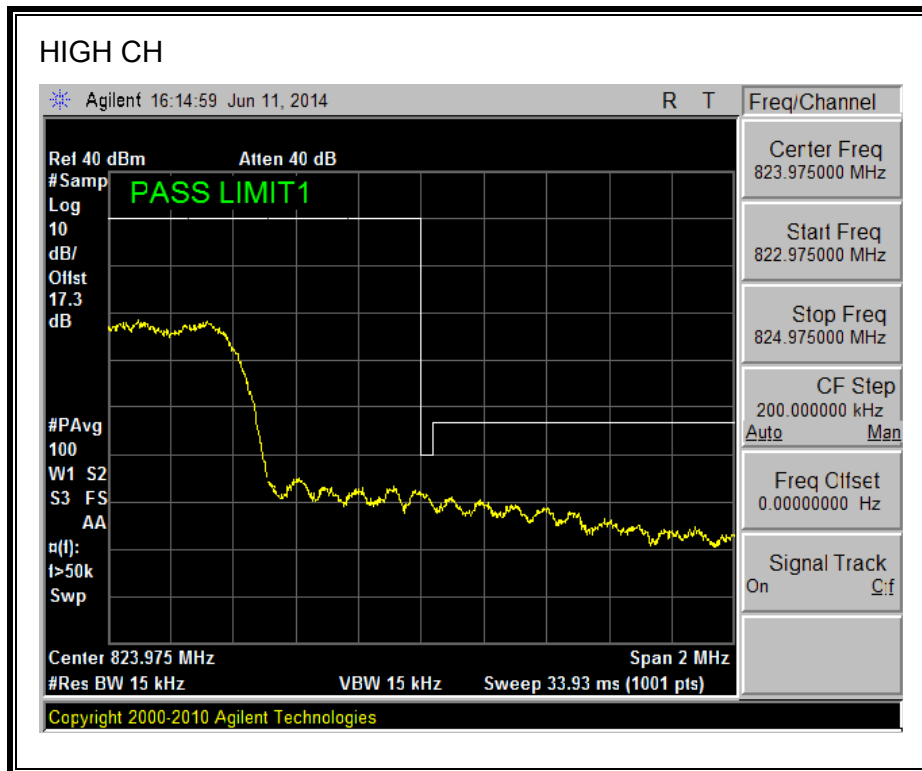 HIGH CH
Agilent 16:14:59 Jun 11, 2014 R T
Freq/Channel
Ref 40 dBm Atten 40 dB
#Samp
Log
10
dB/
Offst
17.3
dB
PASS LIMIT1
#PAvg
100
W1 S2
S3 FS
AA
¤(f):
f>50k
Swp
Center 823.975 MHz Span 2 MHz
#Res BW 15 kHz VBW 15 kHz Sweep 33.93 ms (1001 pts)
Copyright 2000-2010 Agilent Technologies
Center Freq
823.975000 MHz
Start Freq
822.975000 MHz
Stop Freq
824.975000 MHz
CF Step
200.000000 kHz
Auto Man
Freq Offset
0.00000000 Hz
Signal Track
On Off